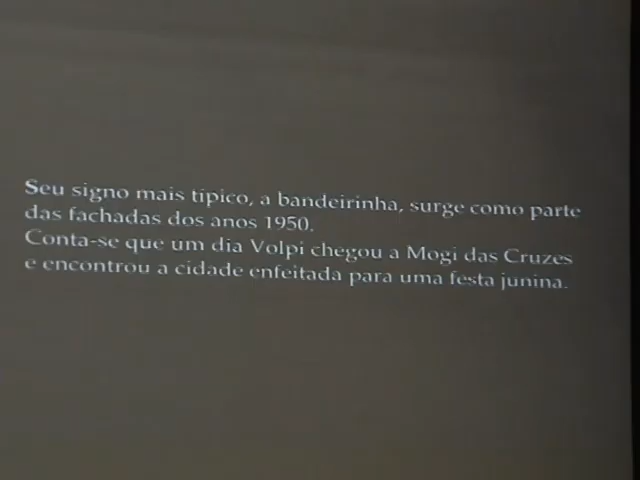 Seu signo mais típico, a bandeirinha, surge como parte
das fachadas dos anos 1950.
Conta-se que um dia Volpi chegou a Mogi das Cruzes
e encontrou a cidade enfeitada para uma festa junina.